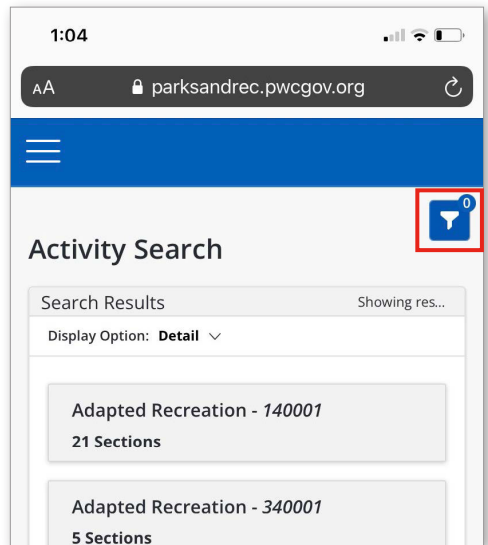 1:04
AA parksandrec.pwcgov.org
0
Activity Search
Search Results Showing res...
Display Option: Detail
Adapted Recreation - 140001
21 Sections
Adapted Recreation - 340001
5 Sections